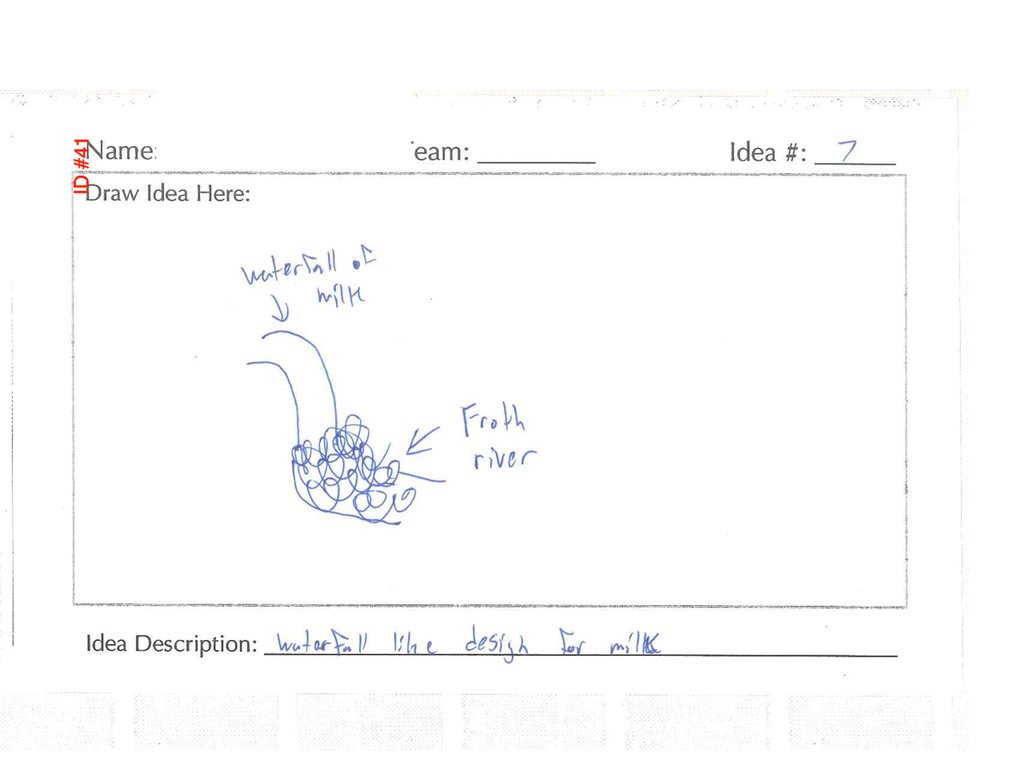 ID #41
Name:
eam:
Idea #: 7
Draw Idea Here:
waterfall of
milk
Froth
river
Idea Description: waterfall like design for milk